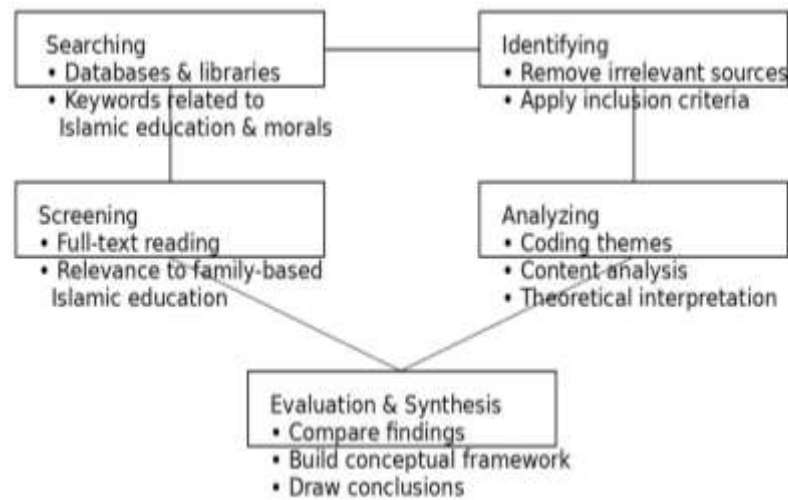 Searching
• Databases & libraries
• Keywords related to
Islamic education & morals
Identifying
• Remove irrelevant sources
• Apply inclusion criteria
Screening
• Full-text reading
• Relevance to family-based
Islamic education
Analyzing
• Coding themes
• Content analysis
• Theoretical interpretation
Evaluation & Synthesis
• Compare findings
• Build conceptual framework
• Draw conclusions